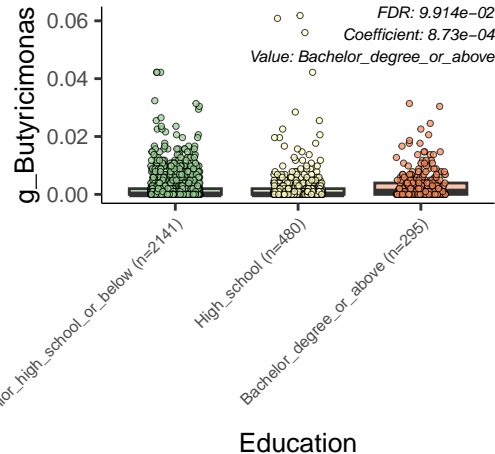 FDR: 9.914e−02
Coefficient: 8.73e−04
Value: Bachelor_degree_or_above
g_Butyricimonas
0.06
0.04
0.02
0.00
ior_high_school_or_below (n=2141)
High_school (n=480)
Bachelor_degree_or_above (n=295)
Education